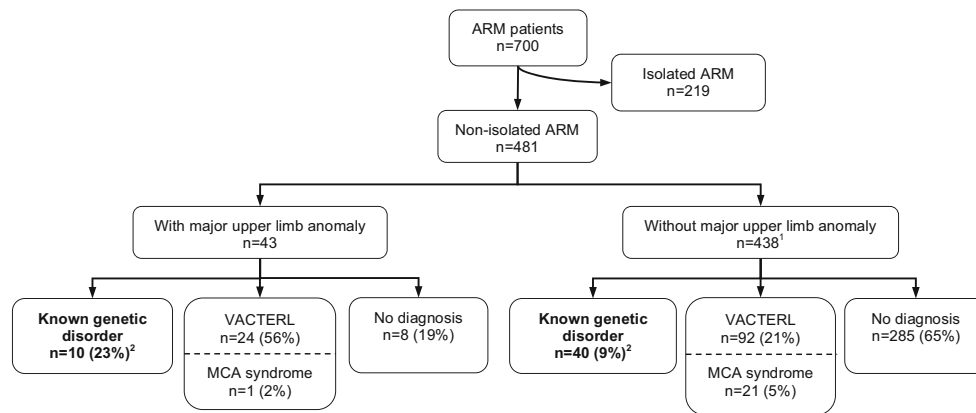 ARM patients
n=700
Isolated ARM
n=219
Non-isolated ARM
n=481
With major upper limb anomaly
n=43
Without major upper limb anomaly
n=438¹
Known genetic
disorder
n=10 (23%)²
VACTERL
n=24 (56%)
MCA syndrome
n=1 (2%)
No diagnosis
n=8 (19%)
Known genetic
disorder
n=40 (9%)²
VACTERL
n=92 (21%)
MCA syndrome
n=21 (5%)
No diagnosis
n=285 (65%)